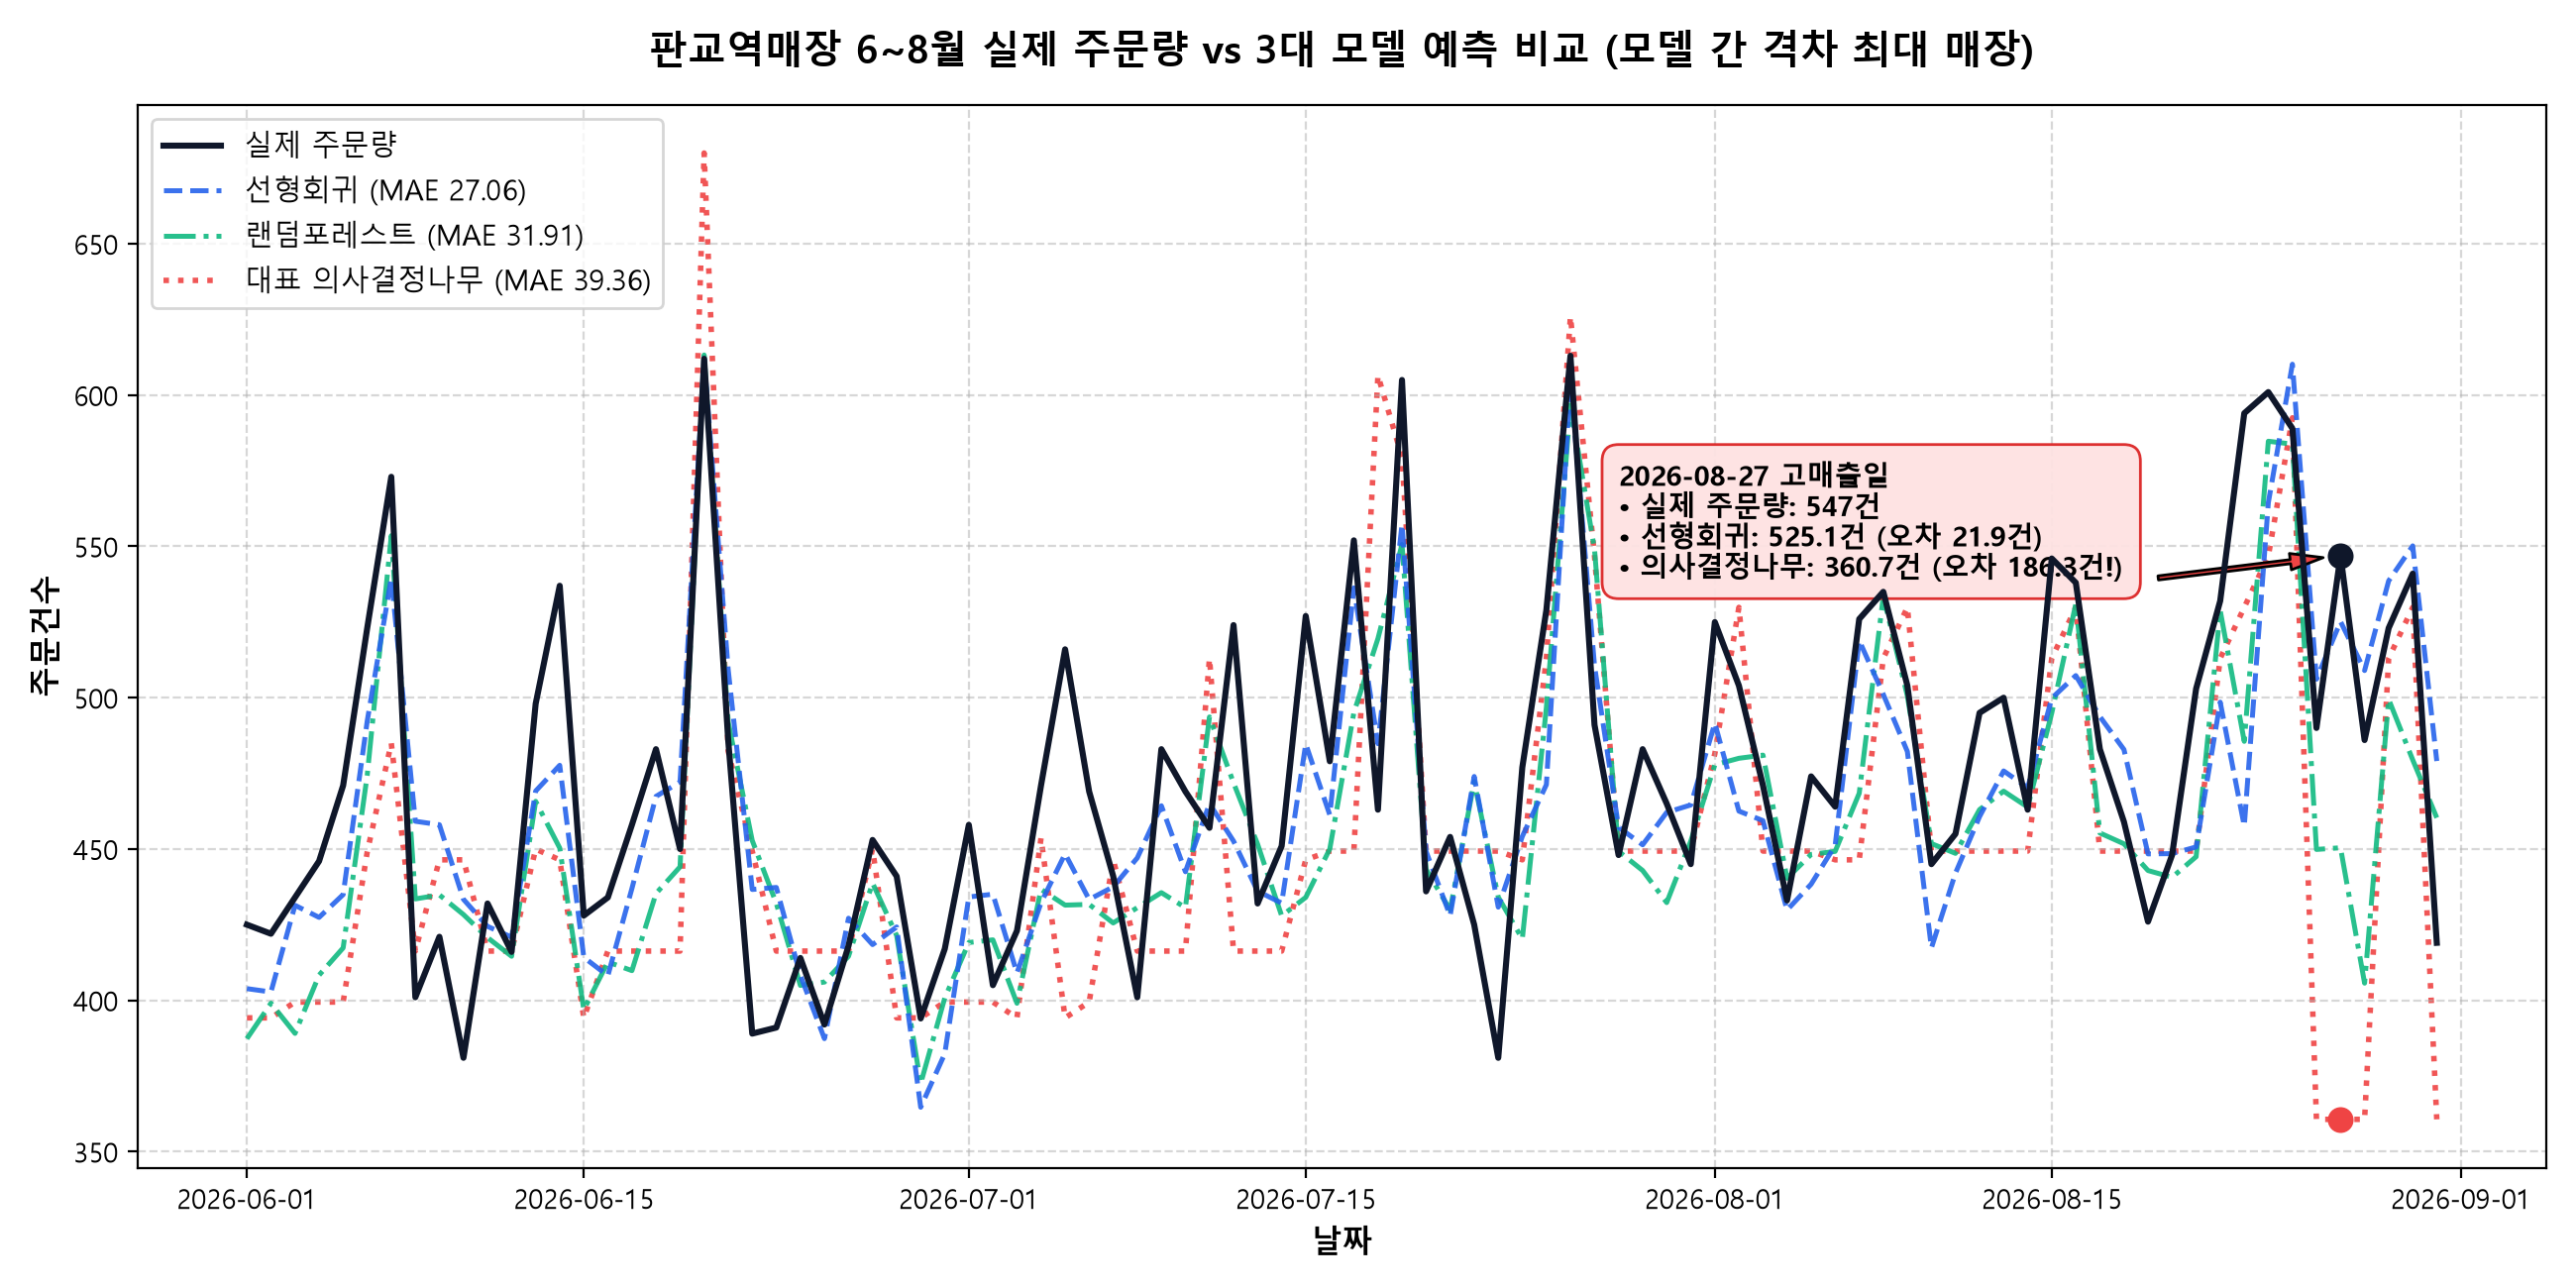 판교역매장 6~8월 실제 주문량 vs 3대 모델 예측 비교 (모델 간 격차 최대 매장)
실제 주문량
선형회귀 (MAE 27.06)
랜덤포레스트 (MAE 31.91)
대표 의사결정나무 (MAE 39.36)
2026-08-27 고매출일
• 실제 주문량: 547건
• 선형회귀: 525.1건 (오차 21.9건)
• 의사결정나무: 360.7건 (오차 186.3건!)
주문건수
650
600
550
500
450
400
350
2026-06-01
2026-06-15
2026-07-01
2026-07-15
2026-08-01
2026-08-15
2026-09-01
날짜